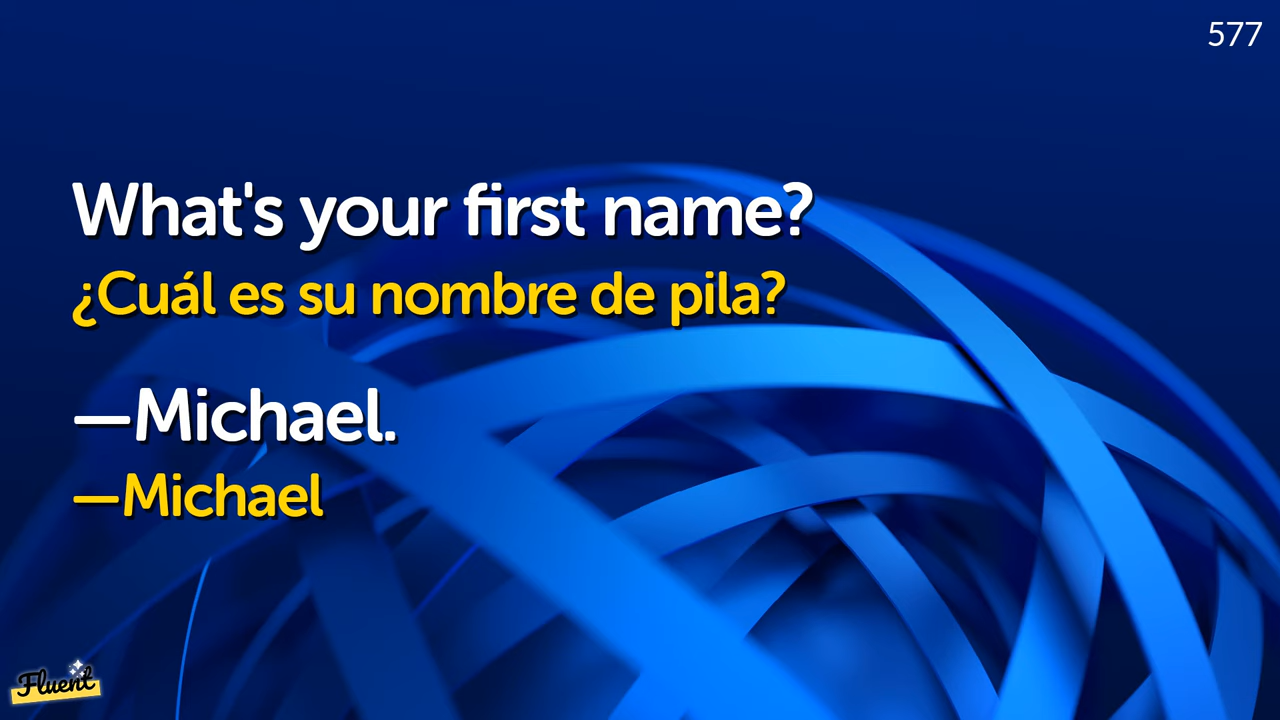 577
What's your first name?
¿Cuál es su nombre de pila?
—Michael.
—Michael
Fluent